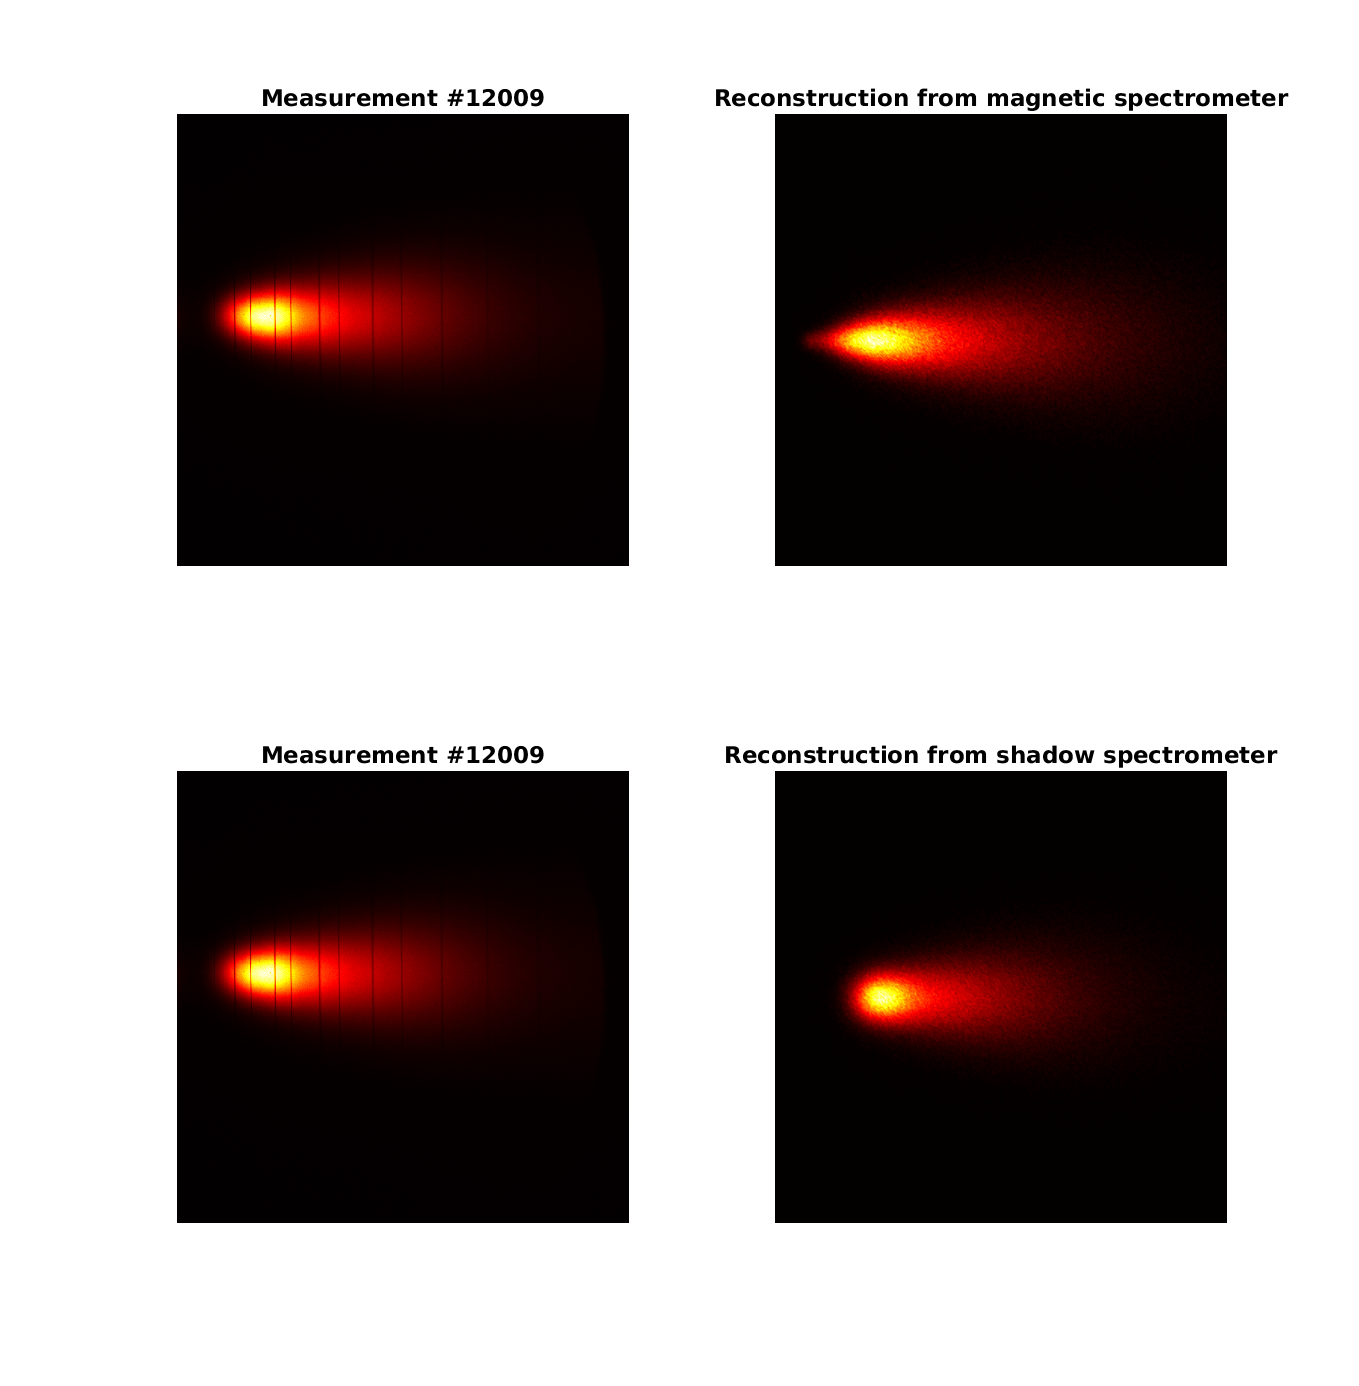 Measurement #12009
Reconstruction from magnetic spectrometer
Measurement #12009
Reconstruction from shadow spectrometer